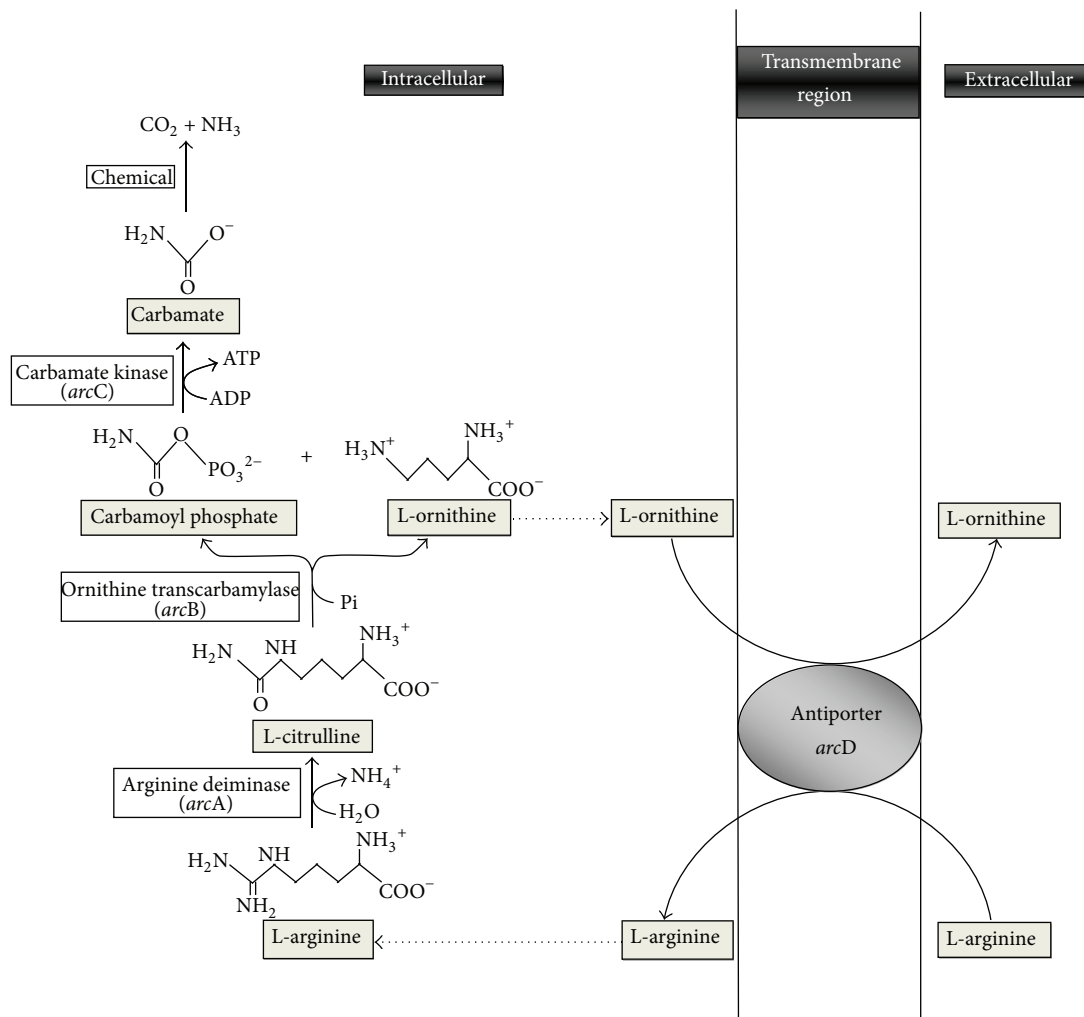 Intracellular
Transmembrane
region
Extracellular
CO₂ + NH₃
Chemical
H₂N
O⁻
O
Carbamate
Carbamate kinase
(arcC)
ATP
ADP
H₂N
O
PO₃²⁻
O
+
H₃N⁺
NH₃⁺
COO⁻
Carbamoyl phosphate
L-ornithine
L-ornithine
L-ornithine
Ornithine transcarbamylase
(arcB)
Pi
H₂N
NH
NH₃⁺
O
COO⁻
L-citrulline
Antiporter
arcD
Arginine deiminase
(arcA)
NH₄⁺
H₂O
H₂N
NH
NH₃⁺
NH₂
COO⁻
L-arginine
L-arginine
L-arginine